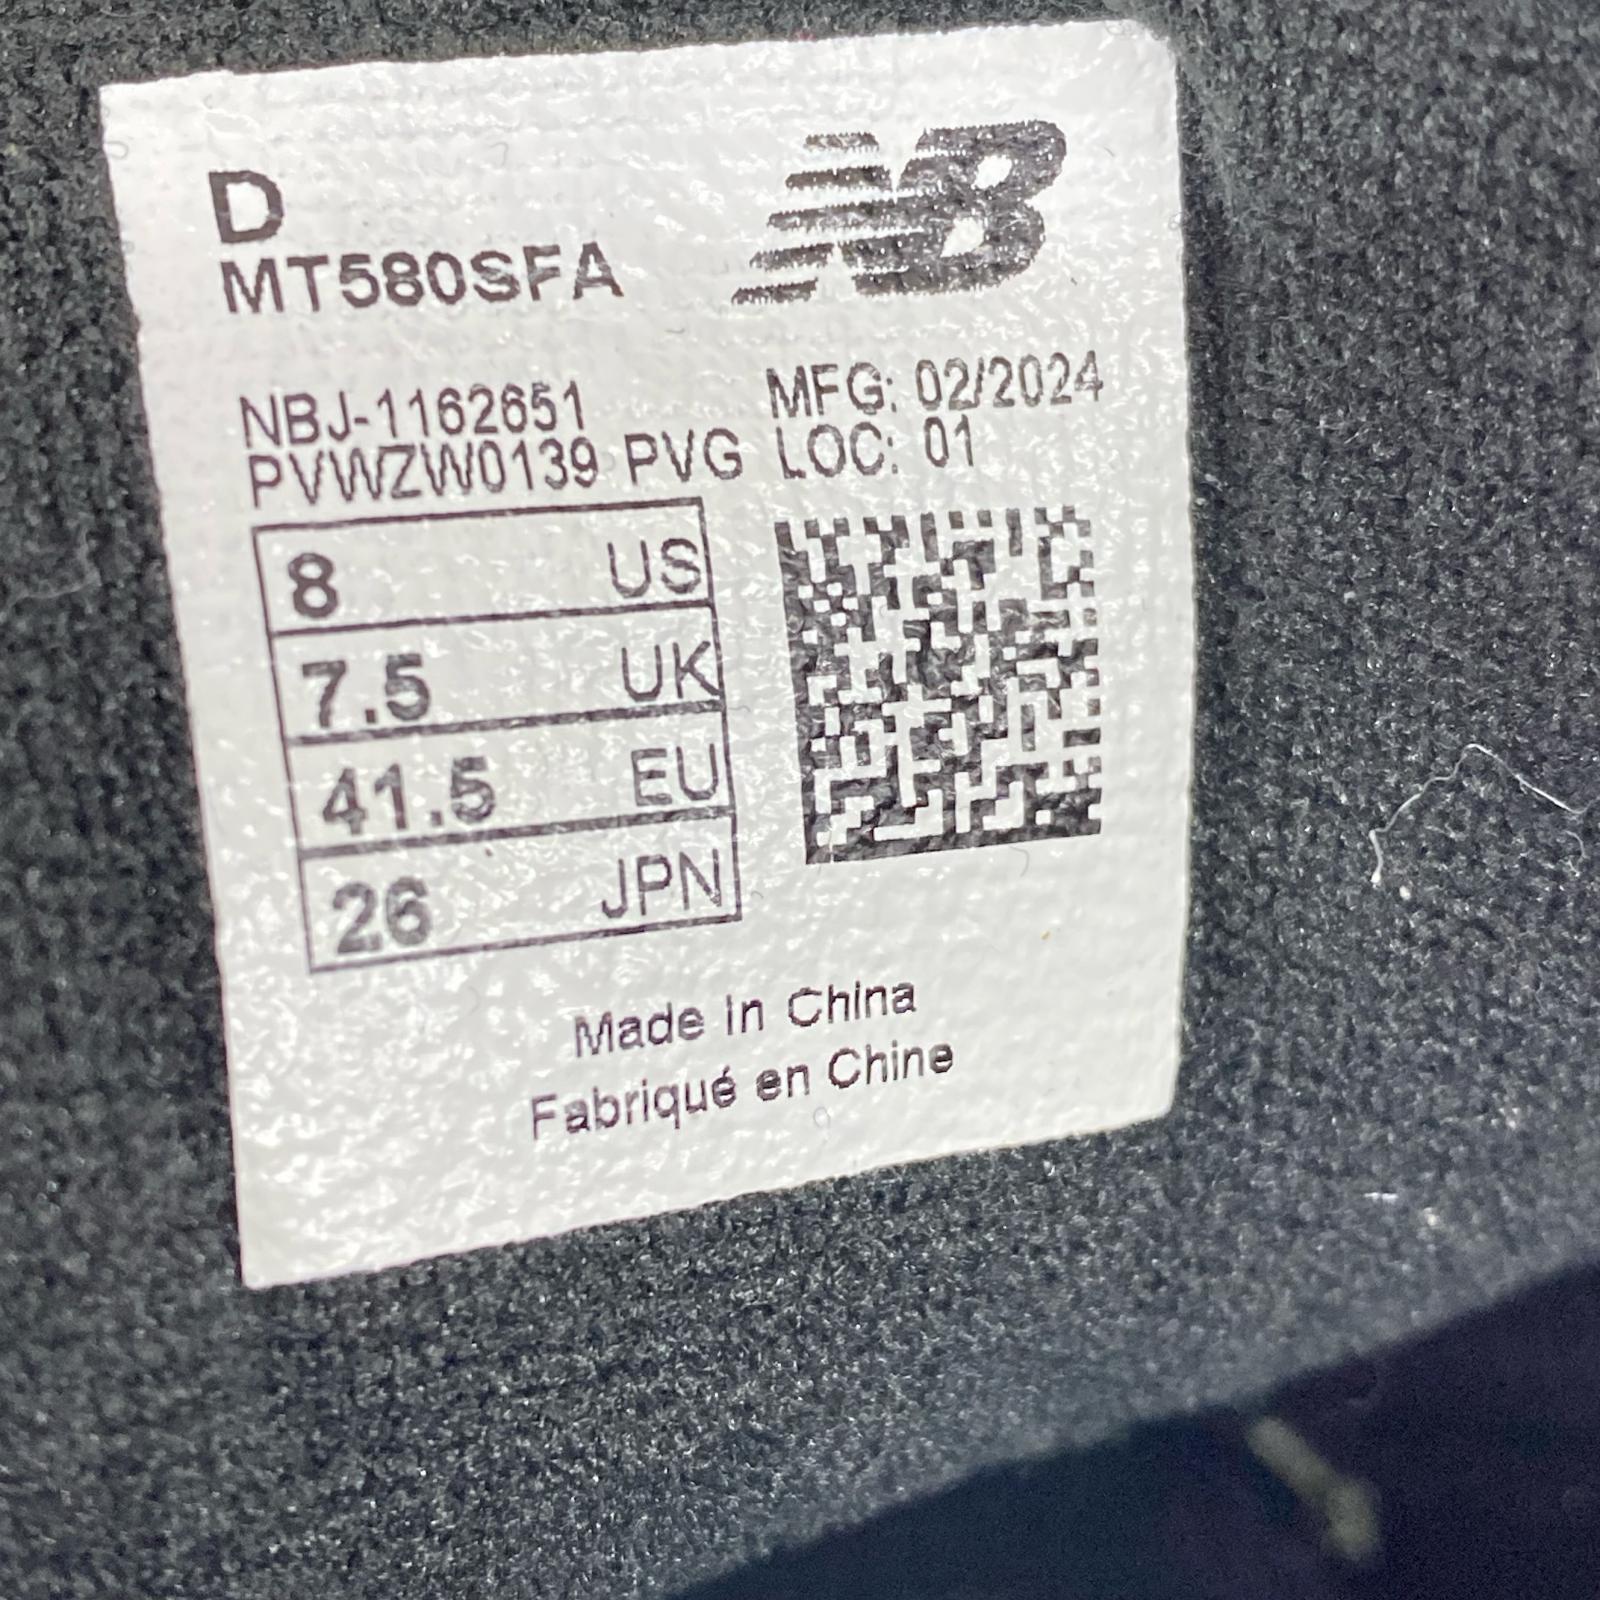 D
MT580SFA
NB
NBJ-1162651
PVWZW0139 PVG
MFG: 02/2024
LOC: 01
8 US
7.5 UK
41.5 EU
26 JPN
Made in China
Fabriqué en Chine